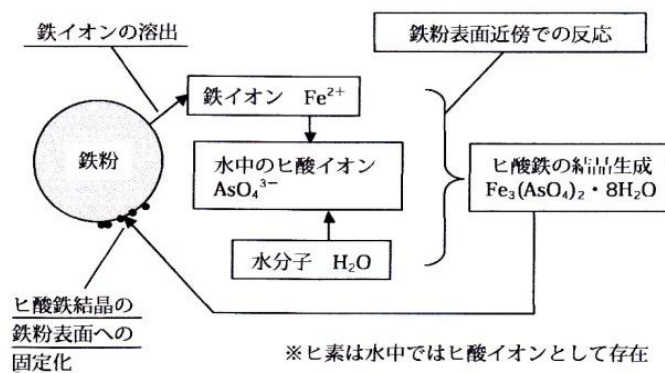 鉄イオンの溶出
鉄粉表面近傍での反応
鉄イオン Fe²⁺
鉄粉
水中のヒ酸イオン
AsO₄³⁻
ヒ酸鉄の結晶生成
Fe₃(AsO₄)₂・8H₂O
水分子 H₂O
ヒ酸鉄結晶の
鉄粉表面への
固定化
※ヒ素は水中ではヒ酸イオンとして存在